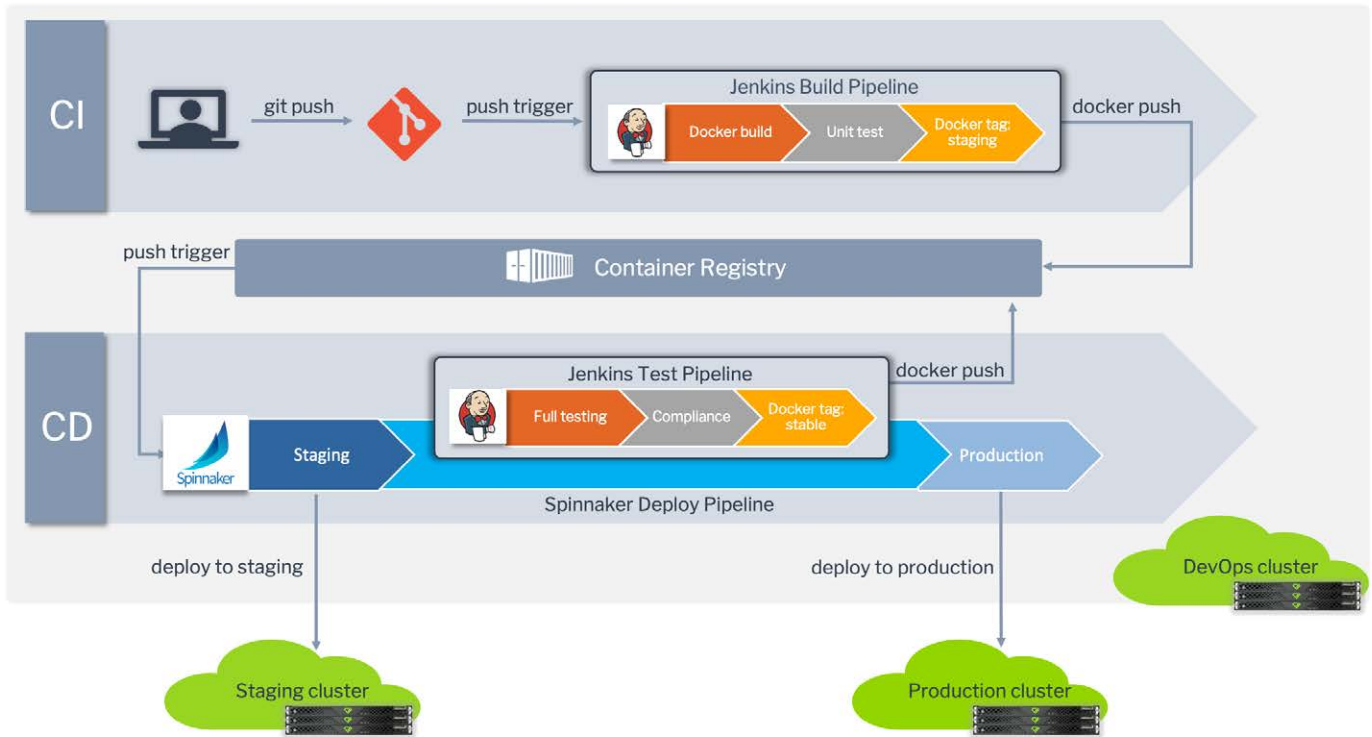 CI
git push
push trigger
Jenkins Build Pipeline
Docker build
Unit test
Docker tag:
staging
docker push
push trigger
Container Registry
CD
Jenkins Test Pipeline
Full testing
Compliance
Docker tag:
stable
docker push
Spinnaker
Staging
Production
Spinnaker Deploy Pipeline
deploy to staging
deploy to production
DevOps cluster
Staging cluster
Production cluster